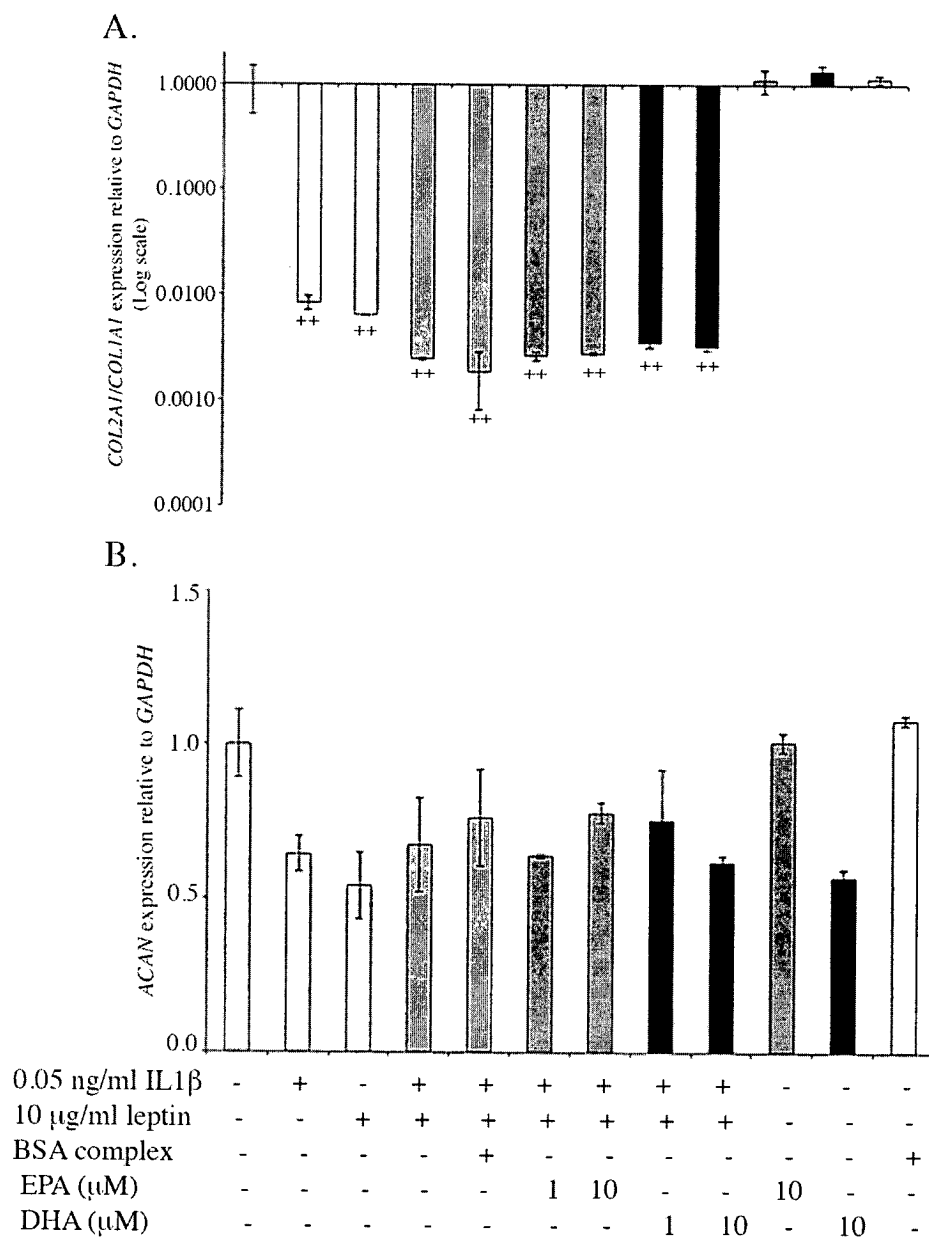 A.
COL2A1/COL1A1 expression relative to GAPDH
(Log scale)
1.0000
0.1000
0.0100
0.0010
0.0001
++ ++ ++ ++ ++ ++ ++ ++
B.
ACAN expression relative to GAPDH
1.5
1.0
0.5
0.0
0.05 ng/ml IL1β - + - + + + + + + - - -
10 μg/ml leptin - - + + + + + + + - - -
BSA complex - - - - + - - - - - - +
EPA (μM) - - - - - 1 10 - - 10 - -
DHA (μM) - - - - - - - 1 10 - 10 -